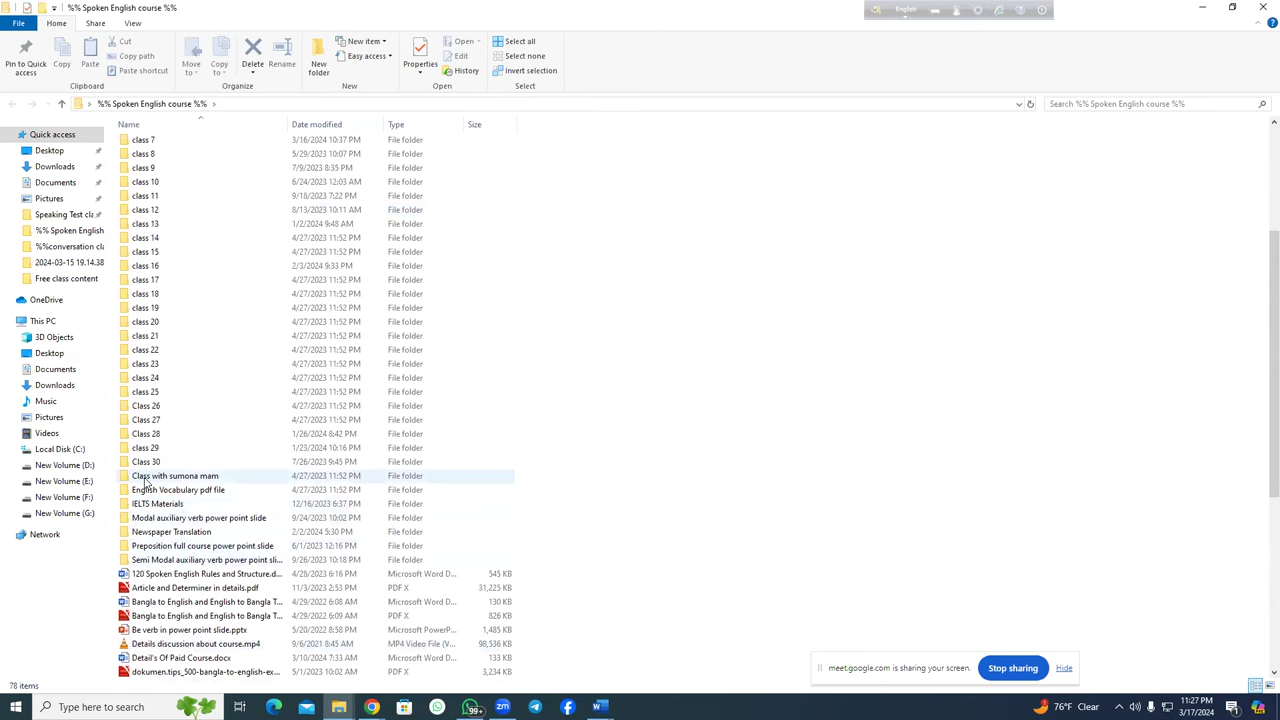 %% Spoken English course %%
English
File
Home
Share
View
Pin to Quick access
Copy
Paste
Cut
Copy path
Paste shortcut
Clipboard
Move to
Copy to
Delete
Rename
Organize
New folder
New item
Easy access
New
Properties
Open
Edit
History
Open
Select all
Select none
Invert selection
Select
%% Spoken English course %%
Search %% Spoken English course %%
Name Date modified Type Size
Quick access
Desktop
Downloads
Documents
Pictures
Speaking Test cla
%% Spoken English
%%conversation cla
2024-03-15 19.14.38
Free class content
OneDrive
This PC
3D Objects
Desktop
Documents
Downloads
Music
Pictures
Videos
Local Disk (C:)
New Volume (D:)
New Volume (E:)
New Volume (F:)
New Volume (G:)
Network
class 7 3/16/2024 10:37 PM File folder
class 8 5/29/2023 10:07 PM File folder
class 9 7/9/2023 8:35 PM File folder
class 10 6/24/2023 12:03 AM File folder
class 11 9/18/2023 7:22 PM File folder
class 12 8/13/2023 10:11 AM File folder
class 13 1/2/2024 9:48 AM File folder
class 14 4/27/2023 11:52 PM File folder
class 15 4/27/2023 11:52 PM File folder
class 16 2/3/2024 9:33 PM File folder
class 17 4/27/2023 11:52 PM File folder
class 18 4/27/2023 11:52 PM File folder
class 19 4/27/2023 11:52 PM File folder
class 20 4/27/2023 11:52 PM File folder
class 21 4/27/2023 11:52 PM File folder
class 22 4/27/2023 11:52 PM File folder
class 23 4/27/2023 11:52 PM File folder
class 24 4/27/2023 11:52 PM File folder
class 25 4/27/2023 11:52 PM File folder
Class 26 4/27/2023 11:52 PM File folder
Class 27 4/27/2023 11:52 PM File folder
Class 28 1/26/2024 8:42 PM File folder
class 29 1/23/2024 10:16 PM File folder
Class 30 7/26/2023 9:45 PM File folder
Class with sumona mam 4/27/2023 11:52 PM File folder
English Vocabulary pdf file 4/27/2023 11:52 PM File folder
IELTS Materials 12/16/2023 6:37 PM File folder
Modal auxiliary verb power point slide 9/24/2023 10:02 PM File folder
Newspaper Translation 2/2/2024 5:30 PM File folder
Preposition full course power point slide 6/1/2023 12:16 PM File folder
Semi Modal auxiliary verb power point sli... 9/26/2023 10:18 PM File folder
120 Spoken English Rules and Structure.d... 4/28/2023 6:16 PM Microsoft Word D... 545 KB
Article and Determiner in details.pdf 11/3/2023 2:53 PM PDF X 31,225 KB
Bangla to English and English to Bangla T... 4/29/2022 6:08 AM Microsoft Word D... 130 KB
Bangla to English and English to Bangla T... 4/29/2022 6:09 AM PDF X 826 KB
Be verb in power point slide.pptx 5/20/2022 8:58 PM Microsoft PowerP... 1,485 KB
Details discussion about course.mp4 9/6/2021 8:45 AM MP4 Video File (V... 98,536 KB
Detail's Of Paid Course.docx 3/10/2024 7:33 AM Microsoft Word D... 133 KB
dokumen.tips_500-bangla-to-english-ex... 5/1/2023 10:02 AM PDF X 3,234 KB
meet.google.com is sharing your screen.
Stop sharing
Hide
78 items
Type here to search
99+
zm
76°F Clear
11:27 PM
3/17/2024